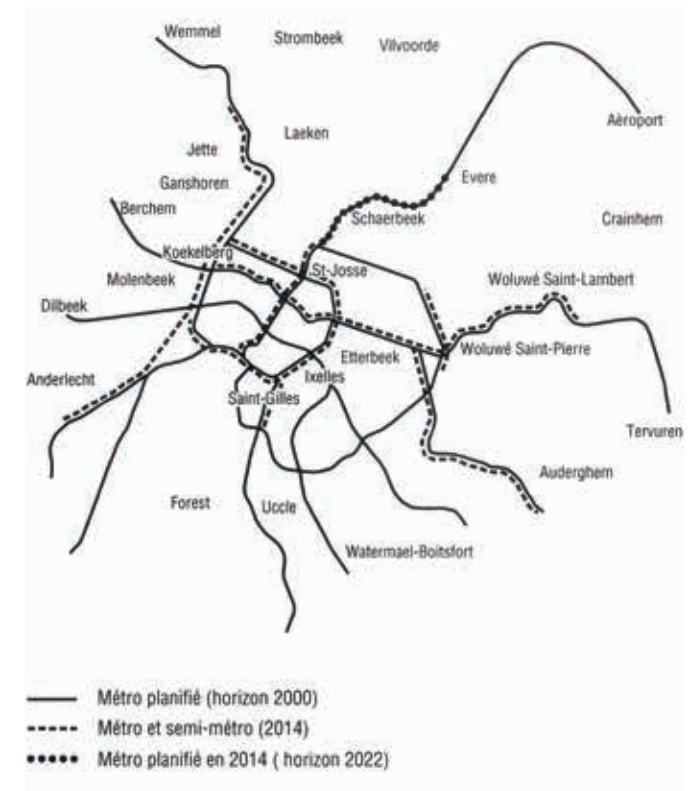 Wemmel
Strombeek
Vilvoorde
Aèroport
Laeken
Jette
Ganshoren
Evere
Berchem
Schaerbeek
Crainhem
Koekelberg
St-Josse
Molenbeek
Woluwé Saint-Lambert
Dilbeek
Etterbeek
Woluwé Saint-Pierre
Anderlecht
Ixelles
Saint-Gilles
Tervuren
Auderghem
Forest
Uccle
Watermael-Boitsfort
Métro planifié (horizon 2000)
Métro et semi-métro (2014)
Métro planifié en 2014 ( horizon 2022)